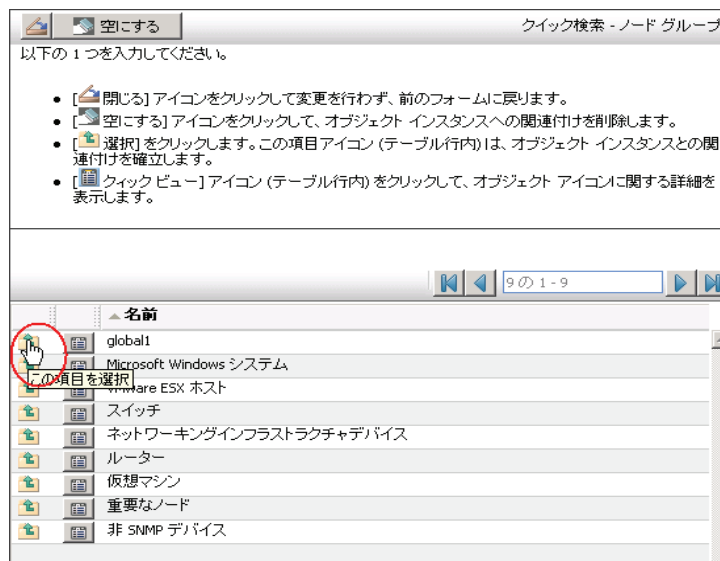 空にする
クイック検索 - ノード グループ
以下の 1 つを入力してください。
• [閉じる] アイコンをクリックして変更を行わず、前のフォームに戻ります。
• [空にする] アイコンをクリックして、オブジェクト インスタンスへの関連付けを削除します。
• [選択] をクリックします。この項目アイコン (テーブル行内) は、オブジェクト インスタンスとの関
連付けを確立します。
• [クィック ビュー] アイコン (テーブル行内) をクリックして、オブジェクト アイコンに関する詳細を
表示します。
9 の 1 - 9
名前
global1
Microsoft Windows システム
この項目を選択
ware ESX ホスト
スイッチ
ネットワーキングインフラストラクチャデバイス
ルーター
仮想マシン
重要なノード
非 SNMP デバイス